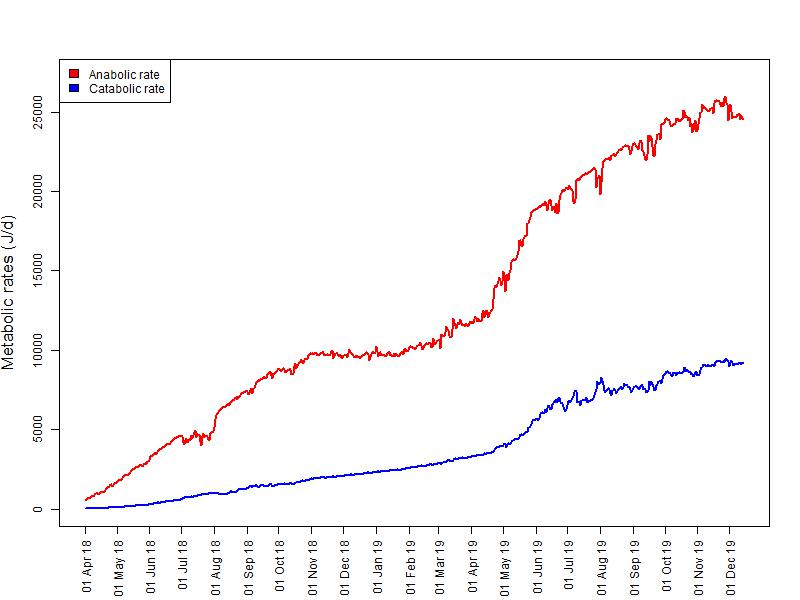 Anabolic rate
Catabolic rate
Metabolic rates (J/d)
25000
20000
15000
10000
5000
0
01 Apr 18
01 May 18
01 Jun 18
01 Jul 18
01 Aug 18
01 Sep 18
01 Oct 18
01 Nov 18
01 Dec 18
01 Jan 19
01 Feb 19
01 Mar 19
01 Apr 19
01 May 19
01 Jun 19
01 Jul 19
01 Aug 19
01 Sep 19
01 Oct 19
01 Nov 19
01 Dec 19